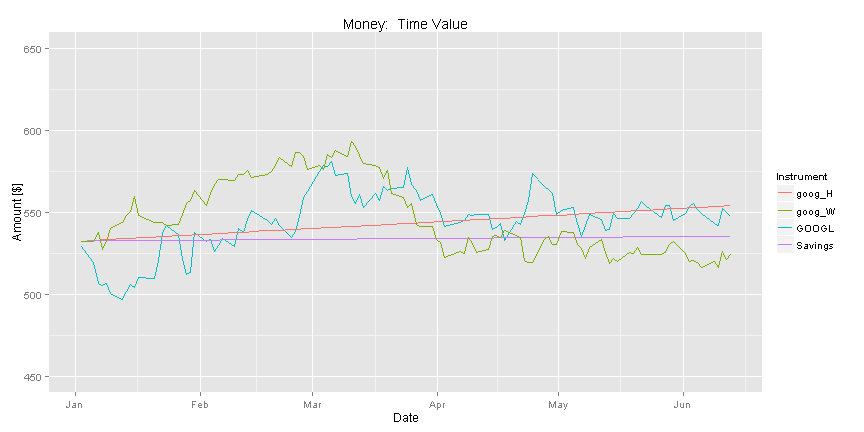 Money:  Time Value
650
600
550
500
450
Amount [$]
Jan Feb Mar Apr May Jun
Date
Instrument
goog_H
goog_W
GOOGL
Savings